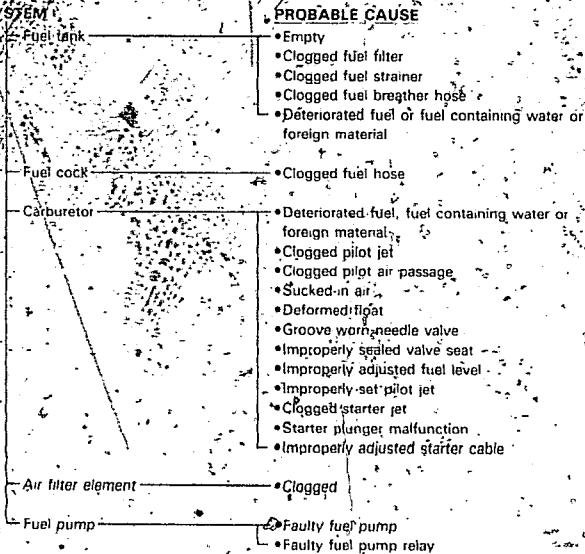 STEM PROBABLE CAUSE
Fuel tank •Empty
•Clogged fuel filter
•Clogged fuel strainer
•Clogged fuel breather hose
•Deteriorated fuel or fuel containing water or
foreign material
Fuel cock •Clogged fuel hose
Carburetor •Deteriorated fuel, fuel containing water or
foreign material
•Clogged pilot jet
•Clogged pilot air passage
•Sucked-in air
•Deformed float
•Groove worn needle valve
•Improperly sealed valve seat
•Improperly adjusted fuel level
•Improperly set pilot jet
•Clogged starter jet
•Starter plunger malfunction
•Improperly adjusted starter cable
Air filter element •Clogged
Fuel pump •Faulty fuel pump
•Faulty fuel pump relay